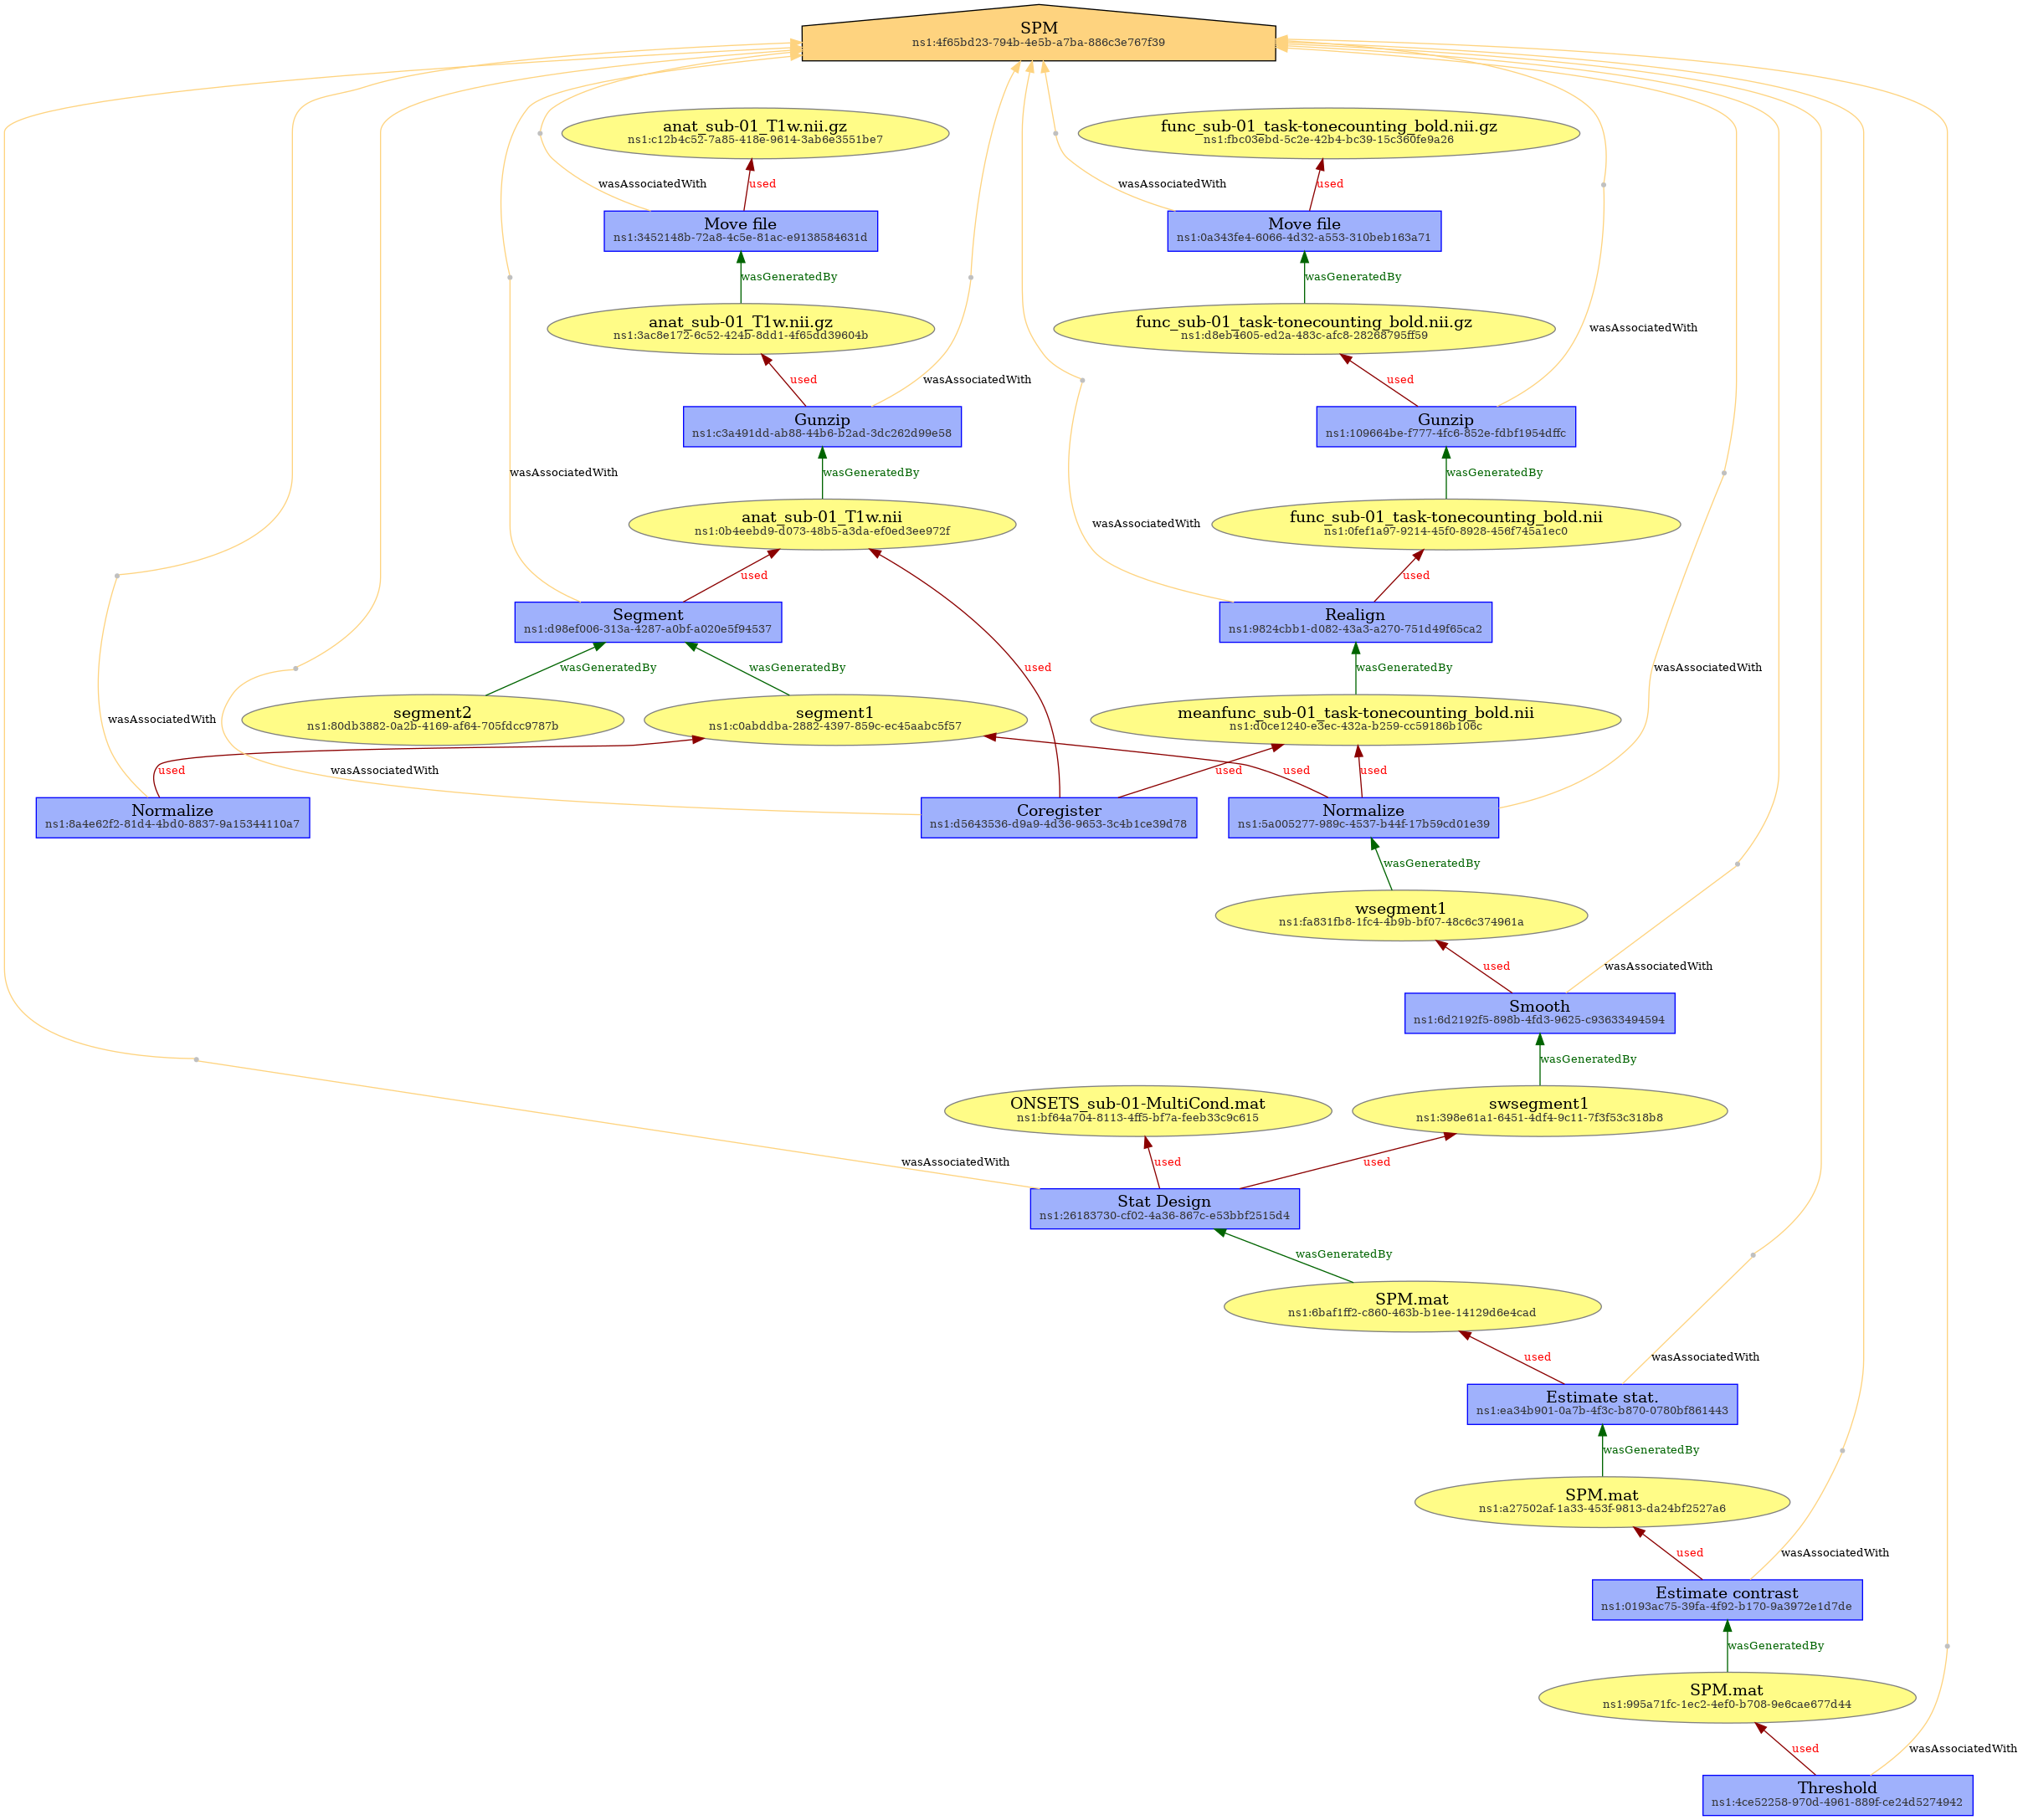 SPM
ns1:4f65bd23-794b-4e5b-a7ba-886c3e767f39
anat_sub-01_T1w.nii.gz
ns1:c12b4c52-7a85-418e-9614-3ab6e3551be7
func_sub-01_task-tonecounting_bold.nii.gz
ns1:fbc03ebd-5c2e-42b4-bc39-15c360fe9a26
wasAssociatedWith
used
wasAssociatedWith
used
Move file
ns1:3452148b-72a8-4c5e-81ac-e9138584631d
Move file
ns1:0a343fe4-6066-4d32-a553-310beb163a71
wasGeneratedBy
wasGeneratedBy
anat_sub-01_T1w.nii.gz
ns1:3ac8e172-6c52-424b-8dd1-4f65dd39604b
func_sub-01_task-tonecounting_bold.nii.gz
ns1:d8eb4605-ed2a-483c-afc8-28268795ff59
wasAssociatedWith
used
wasAssociatedWith
used
Gunzip
ns1:c3a491dd-ab88-44b6-b2ad-3dc262d99e58
Gunzip
ns1:109664be-f777-4fc6-852e-fdbf1954dffc
wasAssociatedWith
wasGeneratedBy
wasGeneratedBy
anat_sub-01_T1w.nii
ns1:0b4eebd9-d073-48b5-a3da-ef0ed3ee972f
wasAssociatedWith
func_sub-01_task-tonecounting_bold.nii
ns1:0fef1a97-9214-45f0-8928-456f745a1ec0
used
used
Segment
ns1:d98ef006-313a-4287-a0bf-a020e5f94537
Realign
ns1:9824cbb1-d082-43a3-a270-751d49f65ca2
wasGeneratedBy
wasGeneratedBy
used
wasGeneratedBy
wasAssociatedWith
wasAssociatedWith
segment2
ns1:80db3882-0a2b-4169-af64-705fdcc9787b
segment1
ns1:c0abddba-2882-4397-859c-ec45aabc5f57
meanfunc_sub-01_task-tonecounting_bold.nii
ns1:d0ce1240-e3ec-432a-b259-cc59186b106c
used
wasAssociatedWith
used
used
used
Normalize
ns1:8a4e62f2-81d4-4bd0-8837-9a15344110a7
Coregister
ns1:d5643536-d9a9-4d36-9653-3c4b1ce39d78
Normalize
ns1:5a005277-989c-4537-b44f-17b59cd01e39
wasGeneratedBy
wsegment1
ns1:fa831fb8-1fc4-4b9b-bf07-48c6c374961a
used
wasAssociatedWith
Smooth
ns1:6d2192f5-898b-4fd3-9625-c93633494594
wasGeneratedBy
ONSETS_sub-01-MultiCond.mat
ns1:bf64a704-8113-4ff5-bf7a-feeb33c9c615
swsegment1
ns1:398e61a1-6451-4df4-9c11-7f3f53c318b8
wasAssociatedWith
used
used
Stat Design
ns1:26183730-cf02-4a36-867c-e53bbf2515d4
wasGeneratedBy
SPM.mat
ns1:6baf1ff2-c860-463b-b1ee-14129d6e4cad
used
wasAssociatedWith
Estimate stat.
ns1:ea34b901-0a7b-4f3c-b870-0780bf861443
wasGeneratedBy
SPM.mat
ns1:a27502af-1a33-453f-9813-da24bf2527a6
used
wasAssociatedWith
Estimate contrast
ns1:0193ac75-39fa-4f92-b170-9a3972e1d7de
wasGeneratedBy
SPM.mat
ns1:995a71fc-1ec2-4ef0-b708-9e6cae677d44
used
wasAssociatedWith
Threshold
ns1:4ce52258-970d-4961-889f-ce24d5274942